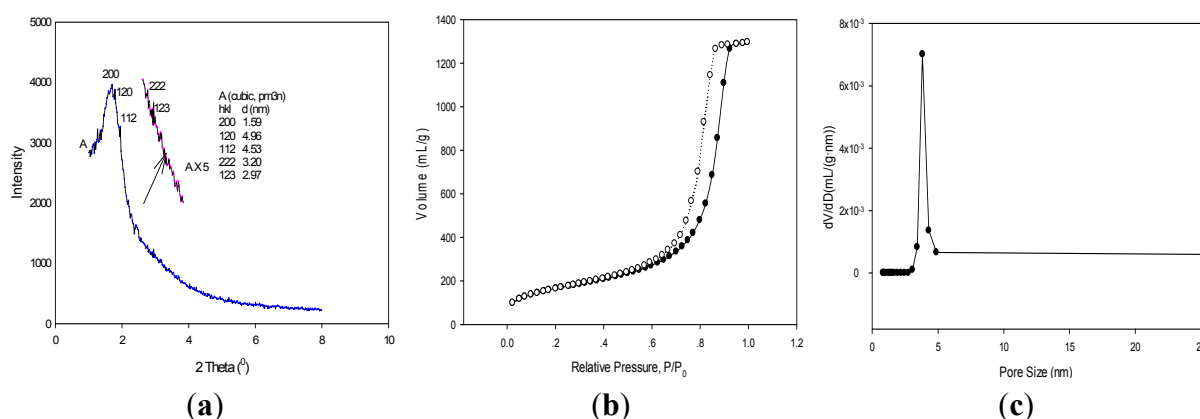 5000
4000
3000
2000
1000
0
Intensity
0 2 4 6 8 10
2 Theta (⁰)
200
120
112
A
222
123
AX5
A (cubic, pm3n)
hkl d (nm)
200 1.59
120 4.96
112 4.53
222 3.20
123 2.97
(a)
1600
1400
1200
1000
800
600
400
200
0
Volume (mL/g)
0.0 .2 .4 .6 .8 1.0 1.2
Relative Pressure, P/P₀
(b)
8x10⁻³
6x10⁻³
4x10⁻³
2x10⁻³
0
dV/dD(mL/(g·nm))
0 5 10 15 20 25
Pore Size (nm)
(c)